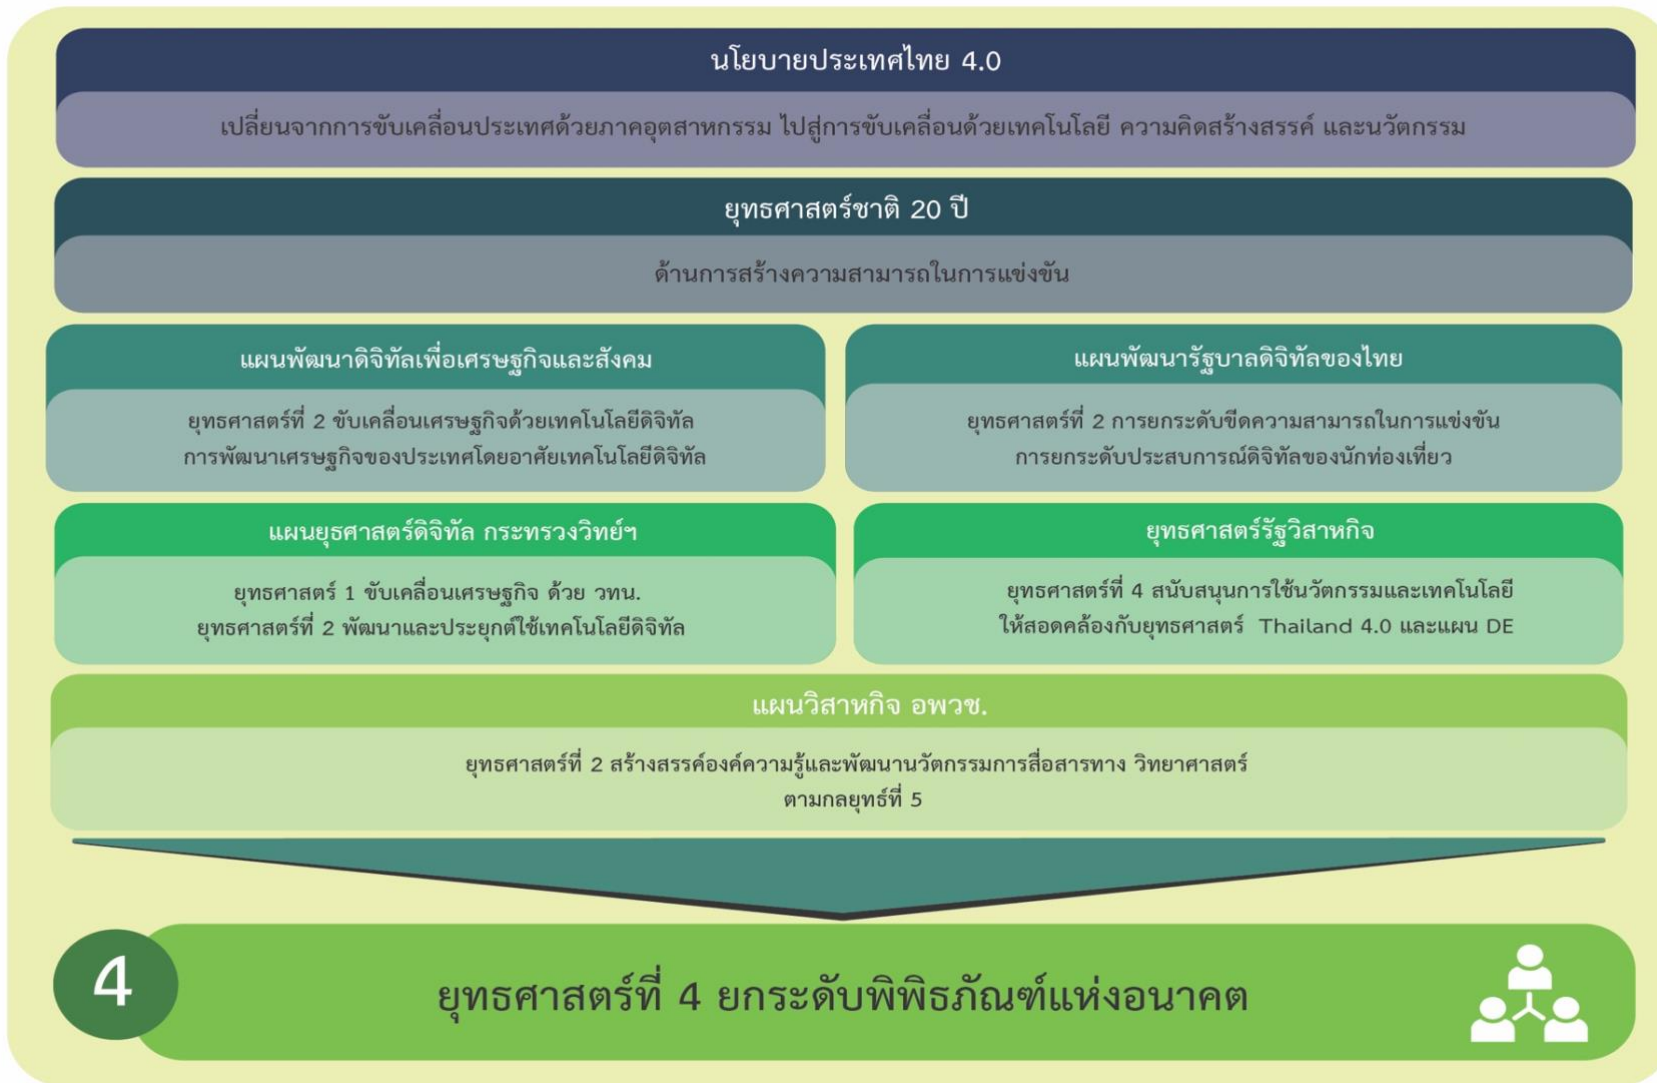 นโยบายประเทศไทย 4.0
เปลี่ยนจากการขับเคลื่อนประเทศด้วยภาคอุตสาหกรรม ไปสู่การขับเคลื่อนด้วยเทคโนโลยี ความคิดสร้างสรรค์ และนวัตกรรม
ยุทธศาสตร์ชาติ 20 ปี
ด้านการสร้างความสามารถในการแข่งขัน
แผนพัฒนาดิจิทัลเพื่อเศรษฐกิจและสังคม
ยุทธศาสตร์ที่ 2 ขับเคลื่อนเศรษฐกิจด้วยเทคโนโลยีดิจิทัล
การพัฒนาเศรษฐกิจของประเทศโดยอาศัยเทคโนโลยีดิจิทัล
แผนพัฒนารัฐบาลดิจิทัลของไทย
ยุทธศาสตร์ที่ 2 การยกระดับขีดความสามารถในการแข่งขัน
การยกระดับประสบการณ์ดิจิทัลของนักท่องเที่ยว
แผนยุธศาสตร์ดิจิทัล กระทรวงวิทย์ฯ
ยุทธศาสตร์ 1 ขับเคลื่อนเศรษฐกิจ ด้วย วทน.
ยุทธศาสตร์ที่ 2 พัฒนาและประยุกต์ใช้เทคโนโลยีดิจิทัล
ยุทธศาสตร์รัฐวิสาหกิจ
ยุทธศาสตร์ที่ 4 สนับสนุนการใช้นวัตกรรมและเทคโนโลยี
ให้สอดคล้องกับยุทธศาสตร์ Thailand 4.0 และแผน DE
แผนวิสาหกิจ อพวช.
ยุทธศาสตร์ที่ 2 สร้างสรรค์องค์ความรู้และพัฒนานวัตกรรมการสื่อสารทาง วิทยาศาสตร์
ตามกลยุทธ์ที่ 5
4
ยุทธศาสตร์ที่ 4 ยกระดับพิพิธภัณฑ์แห่งอนาคต